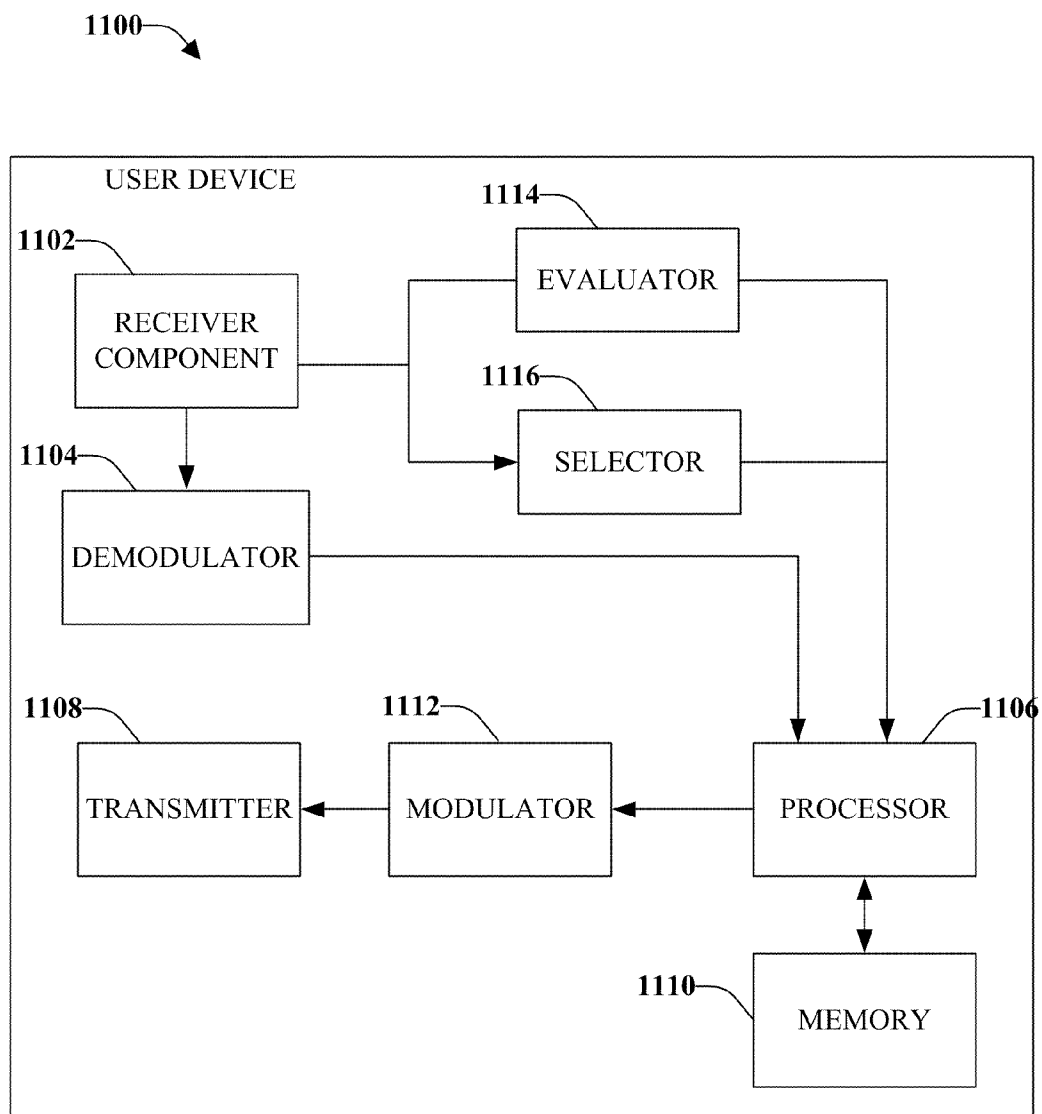 1100
USER DEVICE
1114
1102
EVALUATOR
RECEIVER
COMPONENT
1116
1104
SELECTOR
DEMODULATOR
1108
1112
1106
TRANSMITTER
MODULATOR
PROCESSOR
1110
MEMORY